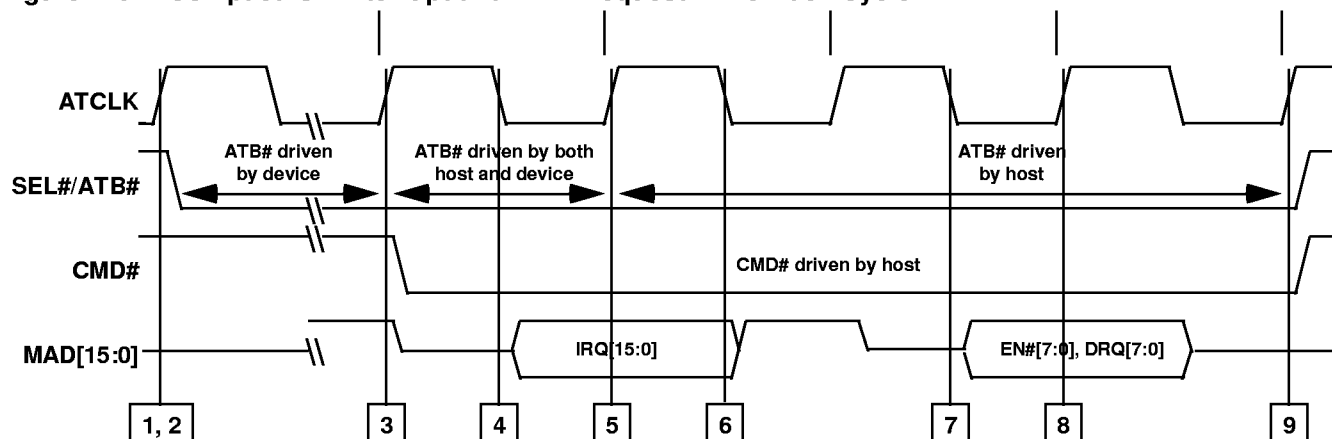 ATCLK
ATB# driven
by device
ATB# driven by both
host and device
ATB# driven
by host
SEL#/ATB#
CMD#
CMD# driven by host
MAD[15:0]
IRQ[15:0]
EN#[7:0], DRQ[7:0]
1, 2
3
4
5
6
7
8
9